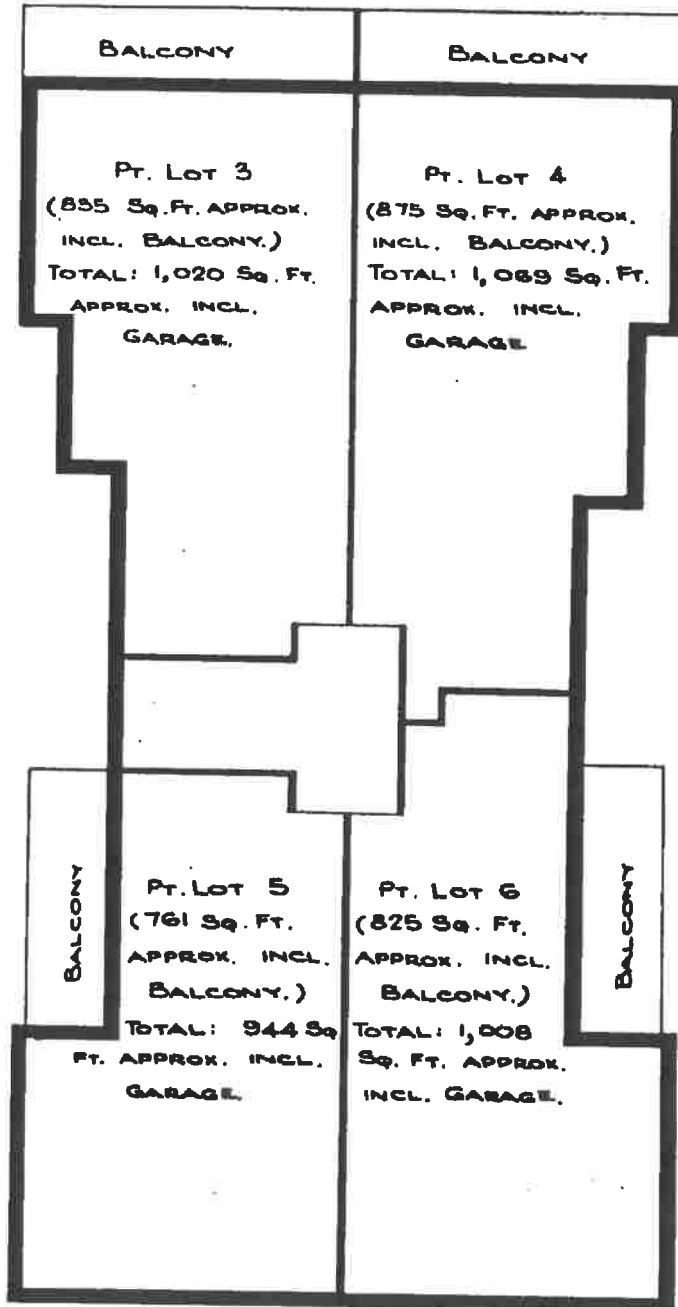 BALCONY
BALCONY
PT. LOT 3
(835 SQ.FT. APPROX.
INCL. BALCONY.)
TOTAL: 1,020 SQ.FT.
APPROX. INCL.
GARAGE.
PT. LOT 4
(875 SQ.FT. APPROX.
INCL. BALCONY.)
TOTAL: 1,069 SQ.FT.
APPROX. INCL.
GARAGE
BALCONY
PT. LOT 5
(761 SQ.FT.
APPROX. INCL.
BALCONY.)
TOTAL: 944 SQ
FT. APPROX. INCL.
GARAGE.
PT. LOT 6
(825 SQ. FT.
APPROX. INCL.
BALCONY.)
TOTAL: 1,008
SQ. FT. APPROX.
INCL. GARAGE.
BALCONY